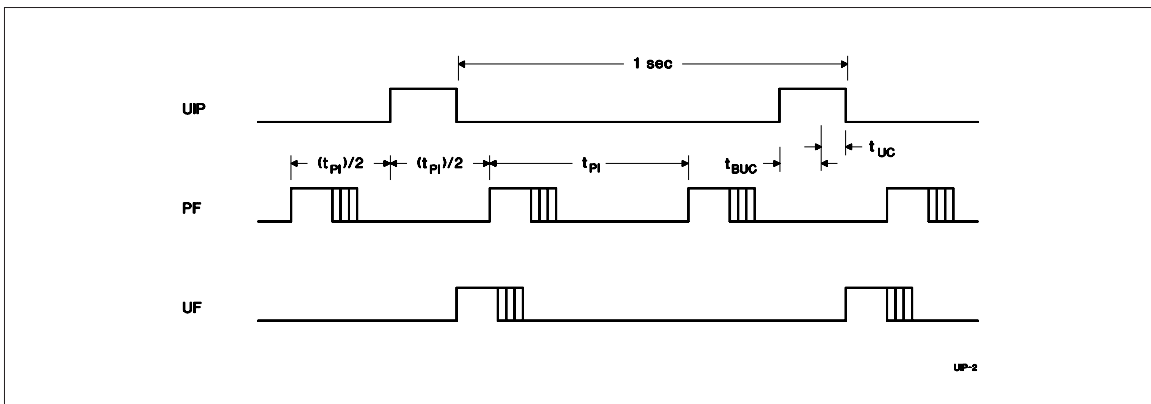 1 sec
UIP
(tPI)/2
(tPI)/2
tPI
tBUC
tUC
PF
UF
UIP-2